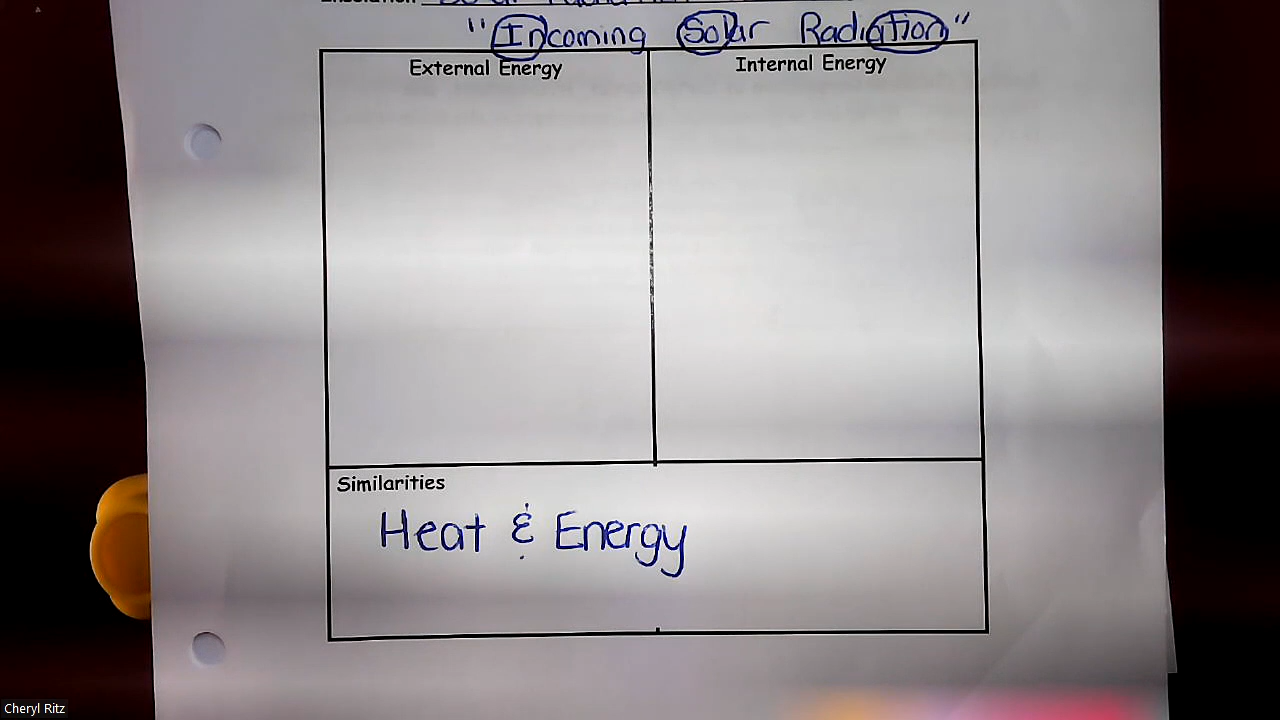 "Incoming Solar Radiation"
External Energy Internal Energy
Similarities
Heat & Energy
Cheryl Ritz